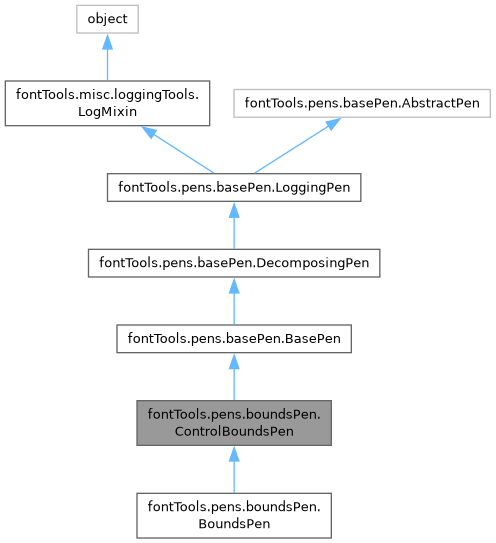 object
fontTools.misc.loggingTools.
LogMixin
fontTools.pens.basePen.AbstractPen
fontTools.pens.basePen.LoggingPen
fontTools.pens.basePen.DecomposingPen
fontTools.pens.basePen.BasePen
fontTools.pens.boundsPen.
ControlBoundsPen
fontTools.pens.boundsPen.
BoundsPen